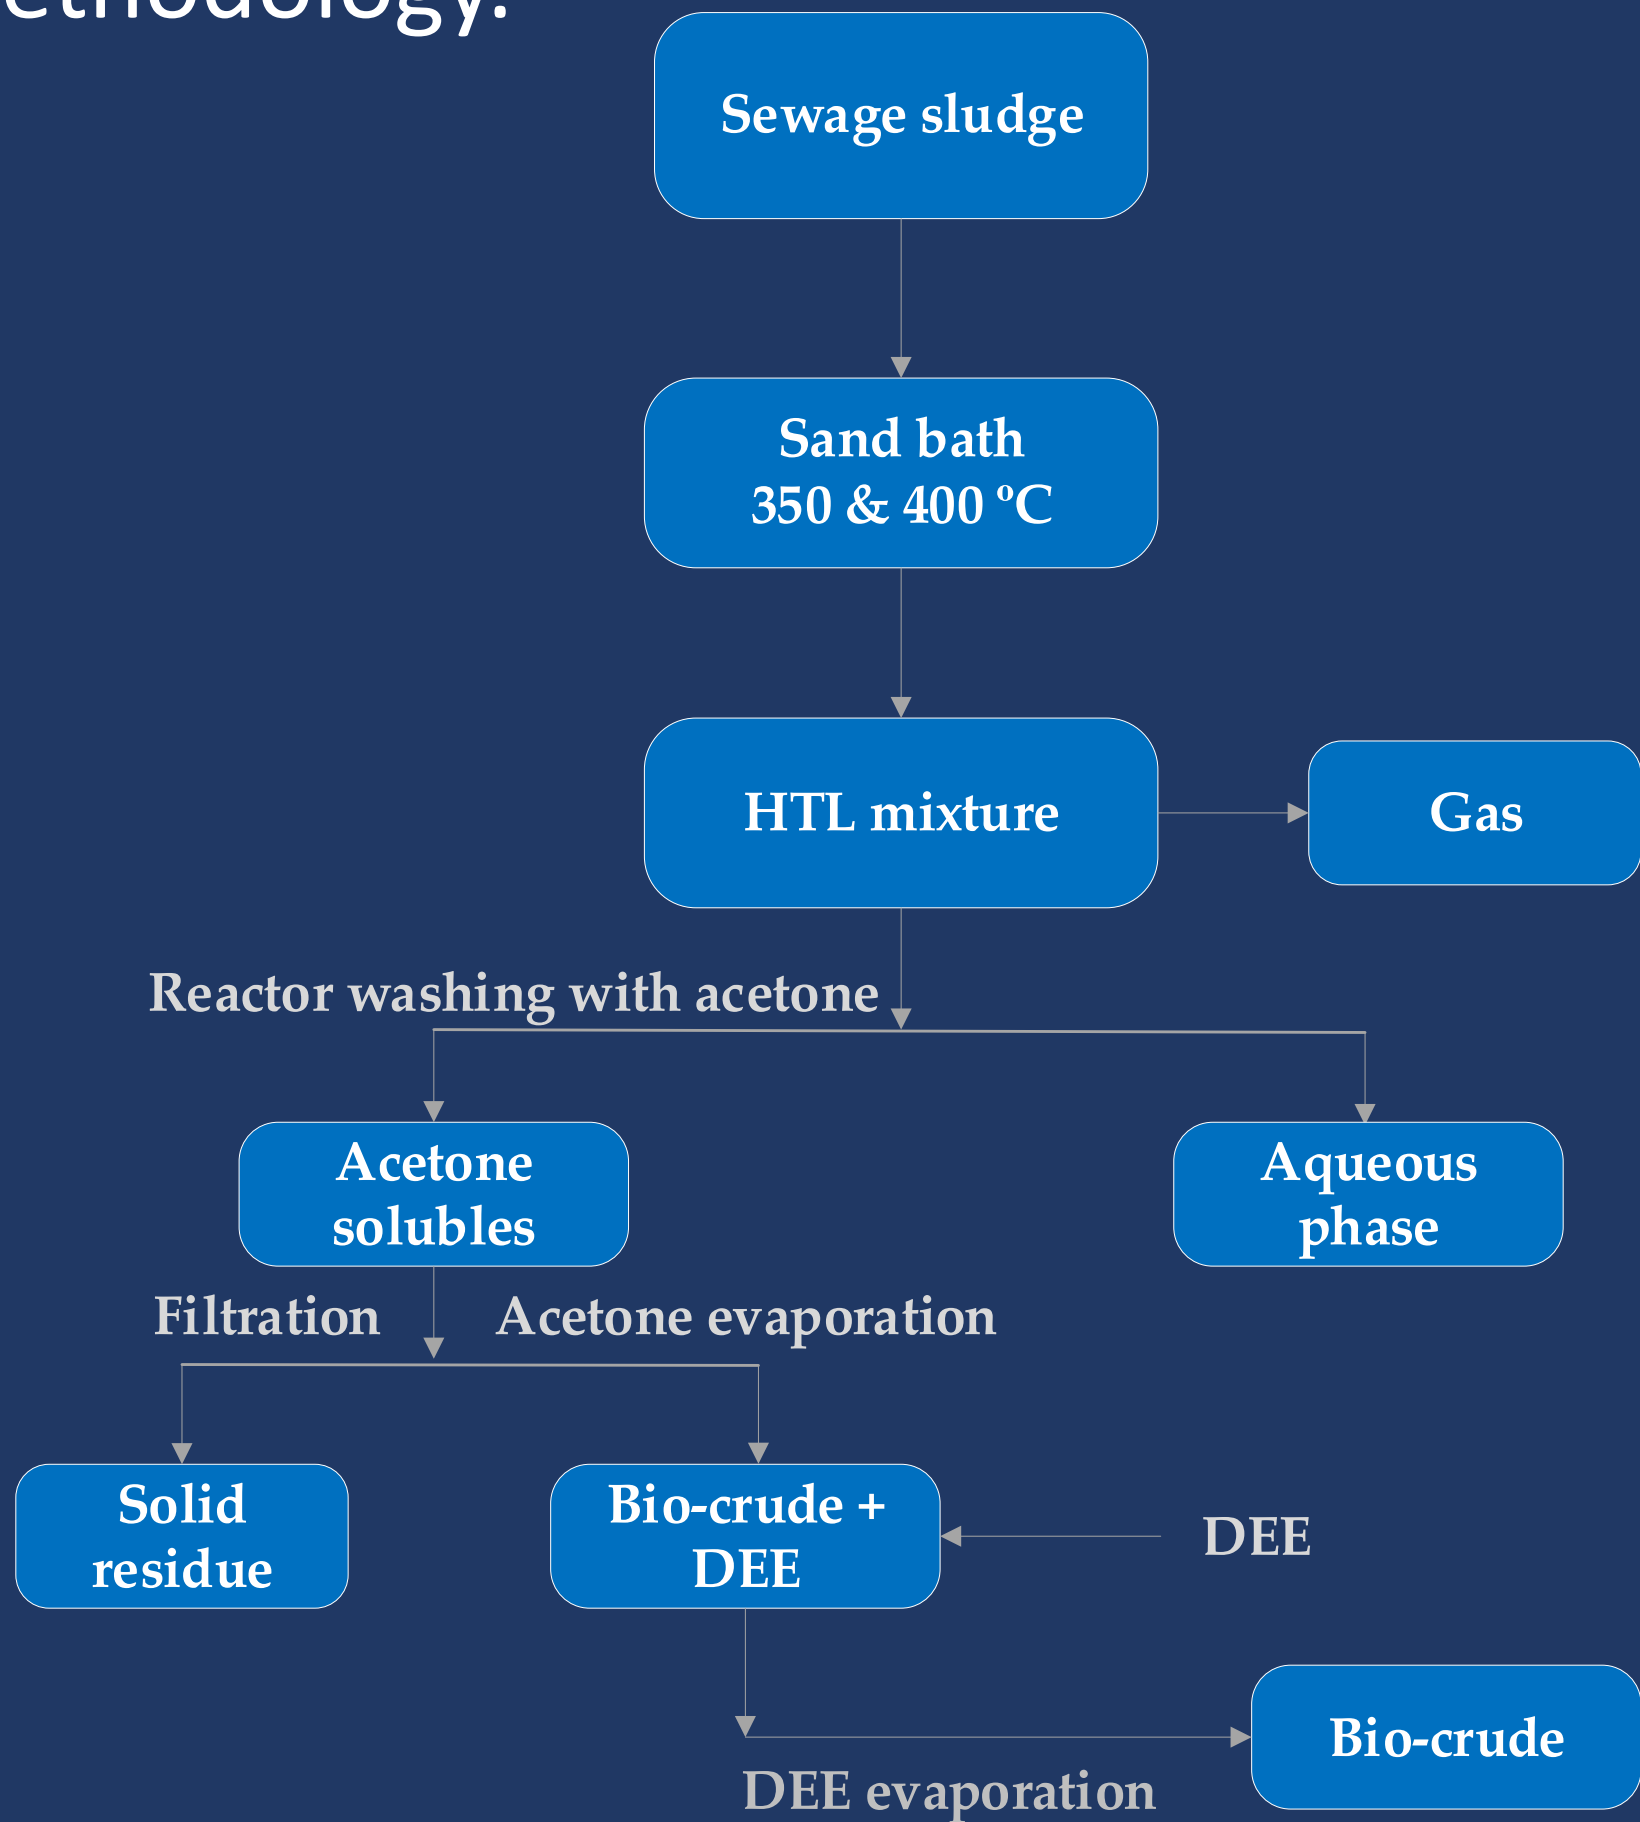 Sewage sludge
Sand bath
350 & 400 ºC
HTL mixture
Gas
Reactor washing with acetone
Acetone
solubles
Aqueous
phase
Filtration
Acetone evaporation
Solid
residue
Bio-crude +
DEE
DEE
Bio-crude
DEE evaporation